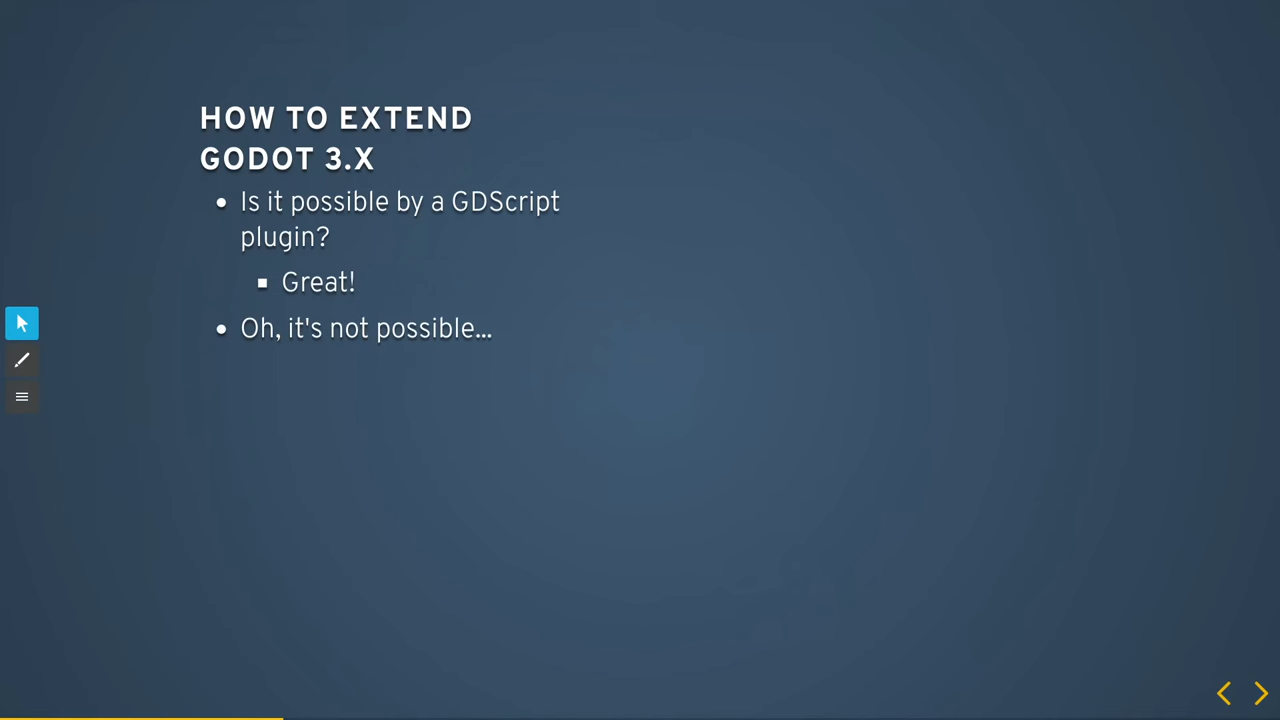 HOW TO EXTEND
GODOT 3.X
Is it possible by a GDScript
plugin?
Great!
Oh, it's not possible...